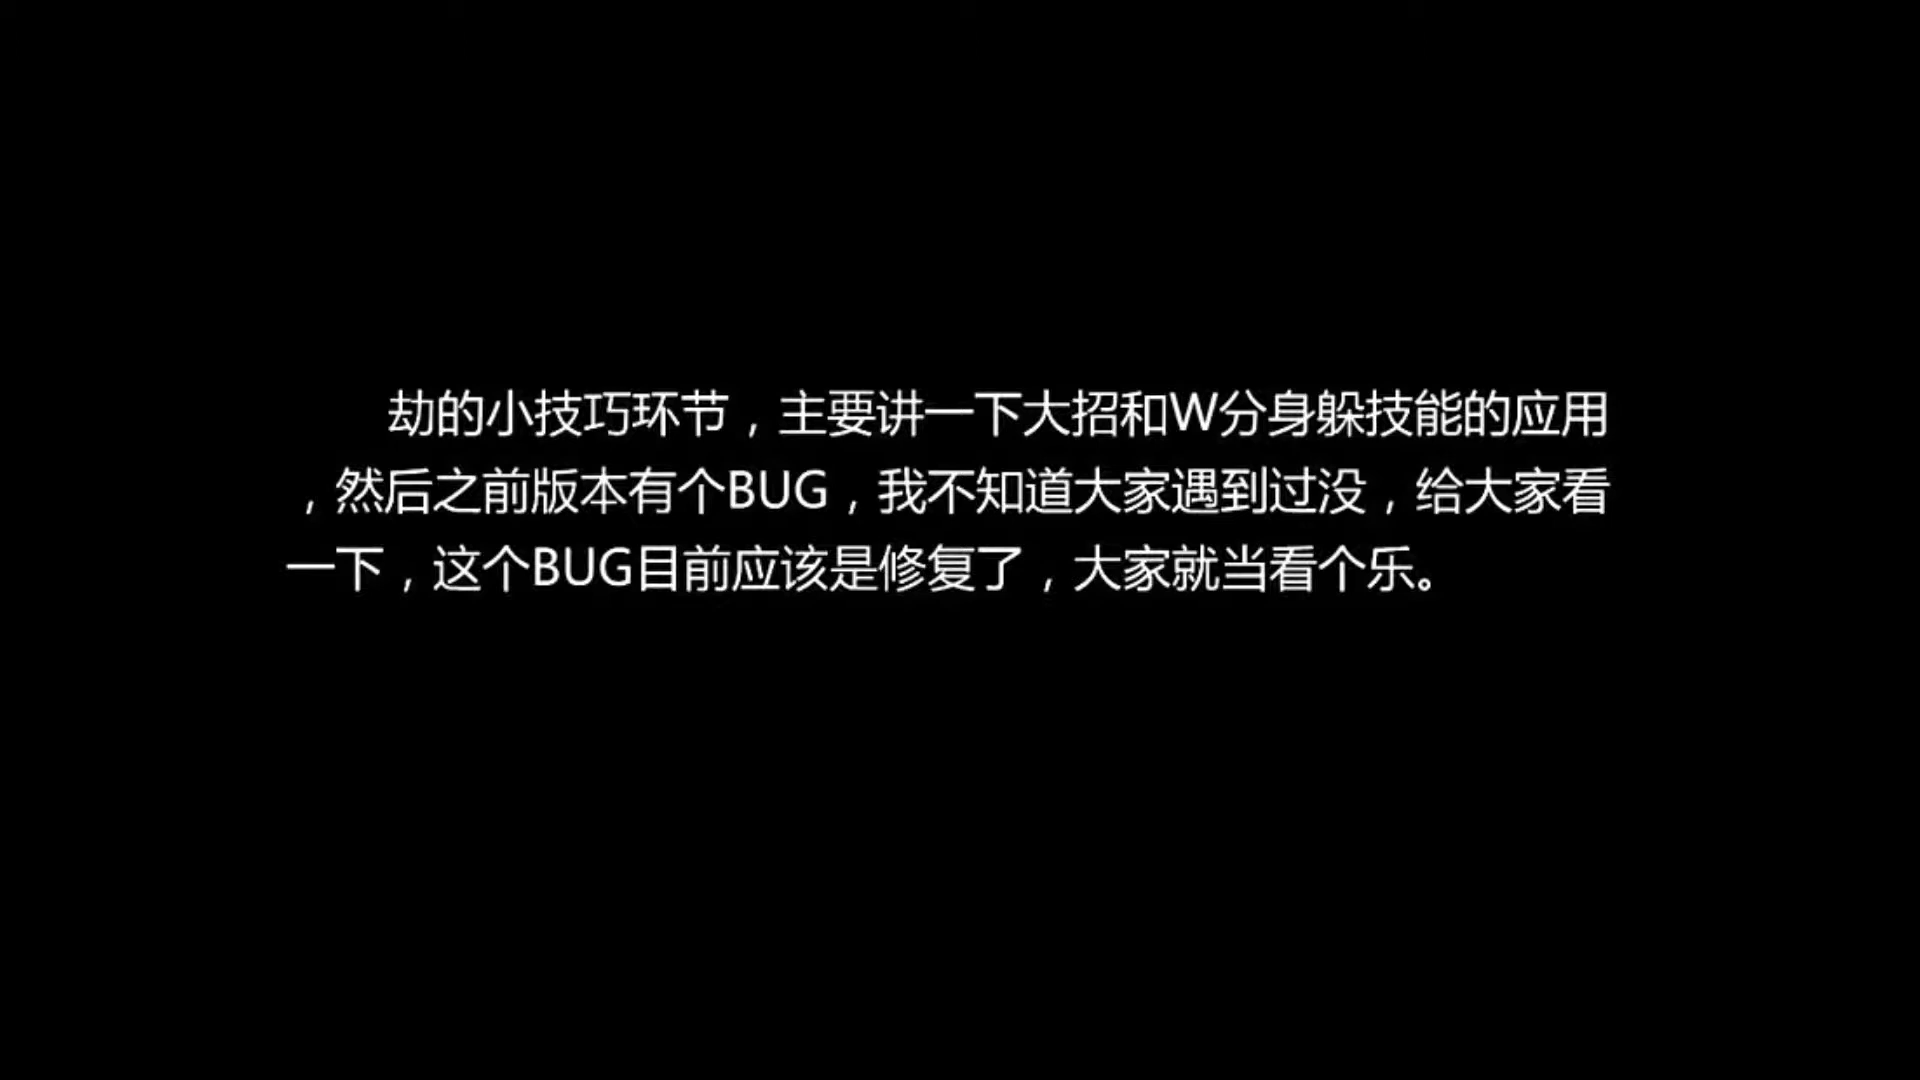 劫的小技巧环节，主要讲一下大招和W分身躲技能的应用
，然后之前版本有个BUG，我不知道大家遇到过没，给大家看
一下，这个BUG目前应该是修复了，大家就当看个乐。